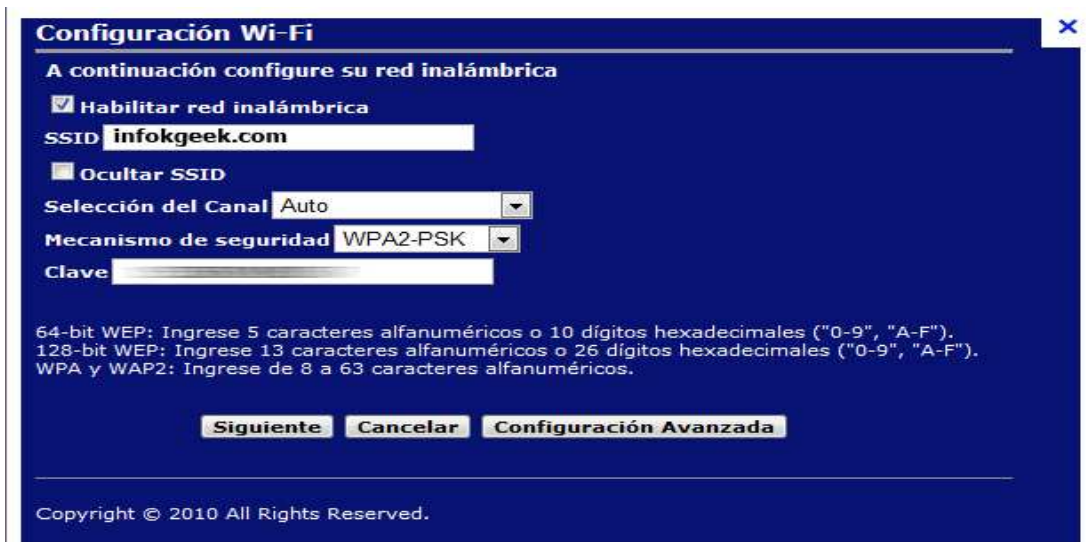 Configuración Wi-Fi
A continuación configure su red inalámbrica
Habilitar red inalámbrica
SSID infokgeek.com
Ocultar SSID
Selección del Canal Auto
Mecanismo de seguridad WPA2-PSK
Clave
64-bit WEP: Ingrese 5 caracteres alfanuméricos o 10 dígitos hexadecimales ("0-9", "A-F").
128-bit WEP: Ingrese 13 caracteres alfanuméricos o 26 dígitos hexadecimales ("0-9", "A-F").
WPA y WAP2: Ingrese de 8 a 63 caracteres alfanuméricos.
Siguiente Cancelar Configuración Avanzada
Copyright © 2010 All Rights Reserved.